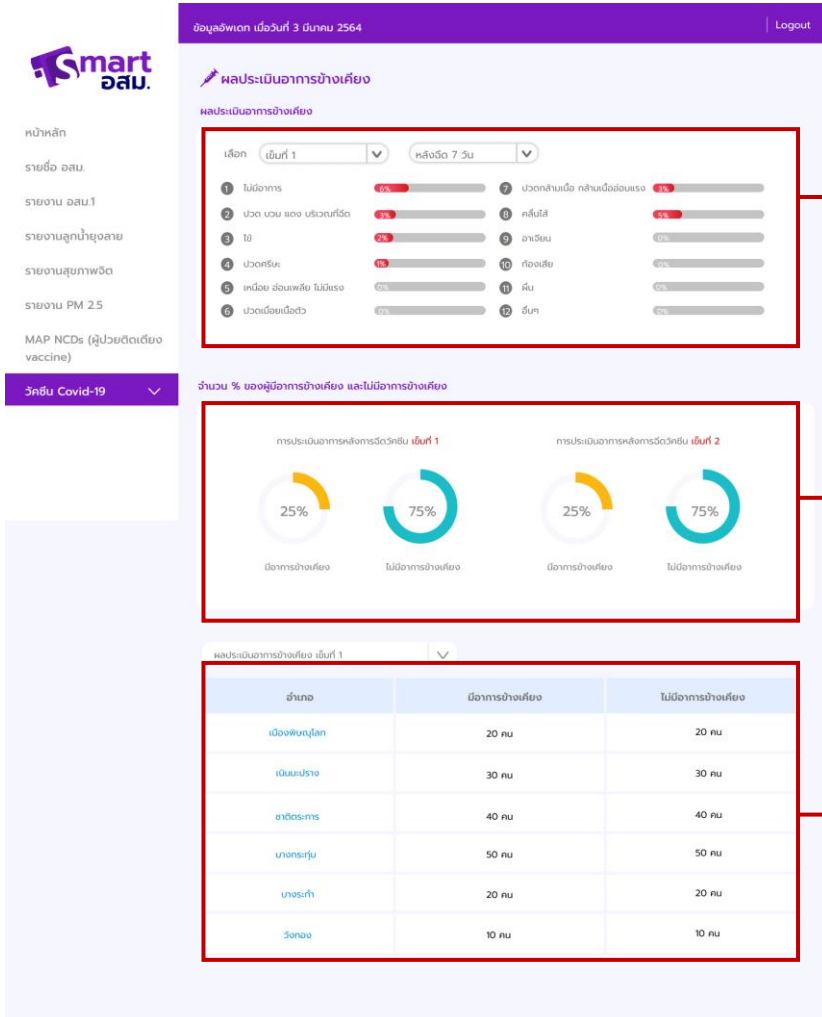 ข้อมูลอัพเดท เมื่อวันที่ 3 มีนาคม 2564
Logout
Smart
อสม.
หน้าหลัก
รายชื่อ อสม.
รายงาน อสม.1
รายงานลูกน้ำยุงลาย
รายงานสุขภาพจิต
รายงาน PM 2.5
MAP NCDs (ผู้ป่วยติดเตียง
vaccine)
วัคซีน Covid-19
ผลประเมินอาการข้างเคียง
ผลประเมินอาการข้างเคียง
เลือก เข็มที่ 1 หลังฉีด 7 วัน
1 ไม่มีอาการ 6%
2 ปวด บวม แดง บริเวณที่ฉีด 3%
3 ไข้ 2%
4 ปวดศรีษะ 1%
5 เหนื่อย อ่อนเพลีย ไม่มีแรง 0%
6 ปวดเมื่อยเนื้อตัว 0%
7 ปวดกล้ามเนื้อ กล้ามเนื้ออ่อนแรง 3%
8 คลื่นไส้ 5%
9 อาเจียน 0%
10 ท้องเสีย 0%
11 ผื่น 0%
12 อื่นๆ 0%
จำนวน % ของผู้มีอาการข้างเคียง และไม่มีอาการข้างเคียง
การประเมินอาการหลังการฉีดวัคซีน เข็มที่ 1
25% 75%
มีอาการข้างเคียง ไม่มีอาการข้างเคียง
การประเมินอาการหลังการฉีดวัคซีน เข็มที่ 2
25% 75%
มีอาการข้างเคียง ไม่มีอาการข้างเคียง
ผลประเมินอาการข้างเคียง เข็มที่ 1
อำเภอ มีอาการข้างเคียง ไม่มีอาการข้างเคียง
เมืองพิษณุโลก 20 คน 20 คน
เนินมะปราง 30 คน 30 คน
ชาติตระการ 40 คน 40 คน
บางกระทุ่ม 50 คน 50 คน
บางระกำ 20 คน 20 คน
วังทอง 10 คน 10 คน